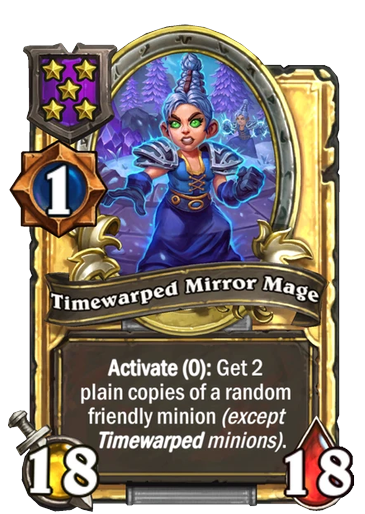 1
Timewarped Mirror Mage
Activate (0): Get 2
plain copies of a random
friendly minion (except
Timewarped minions).
18
18